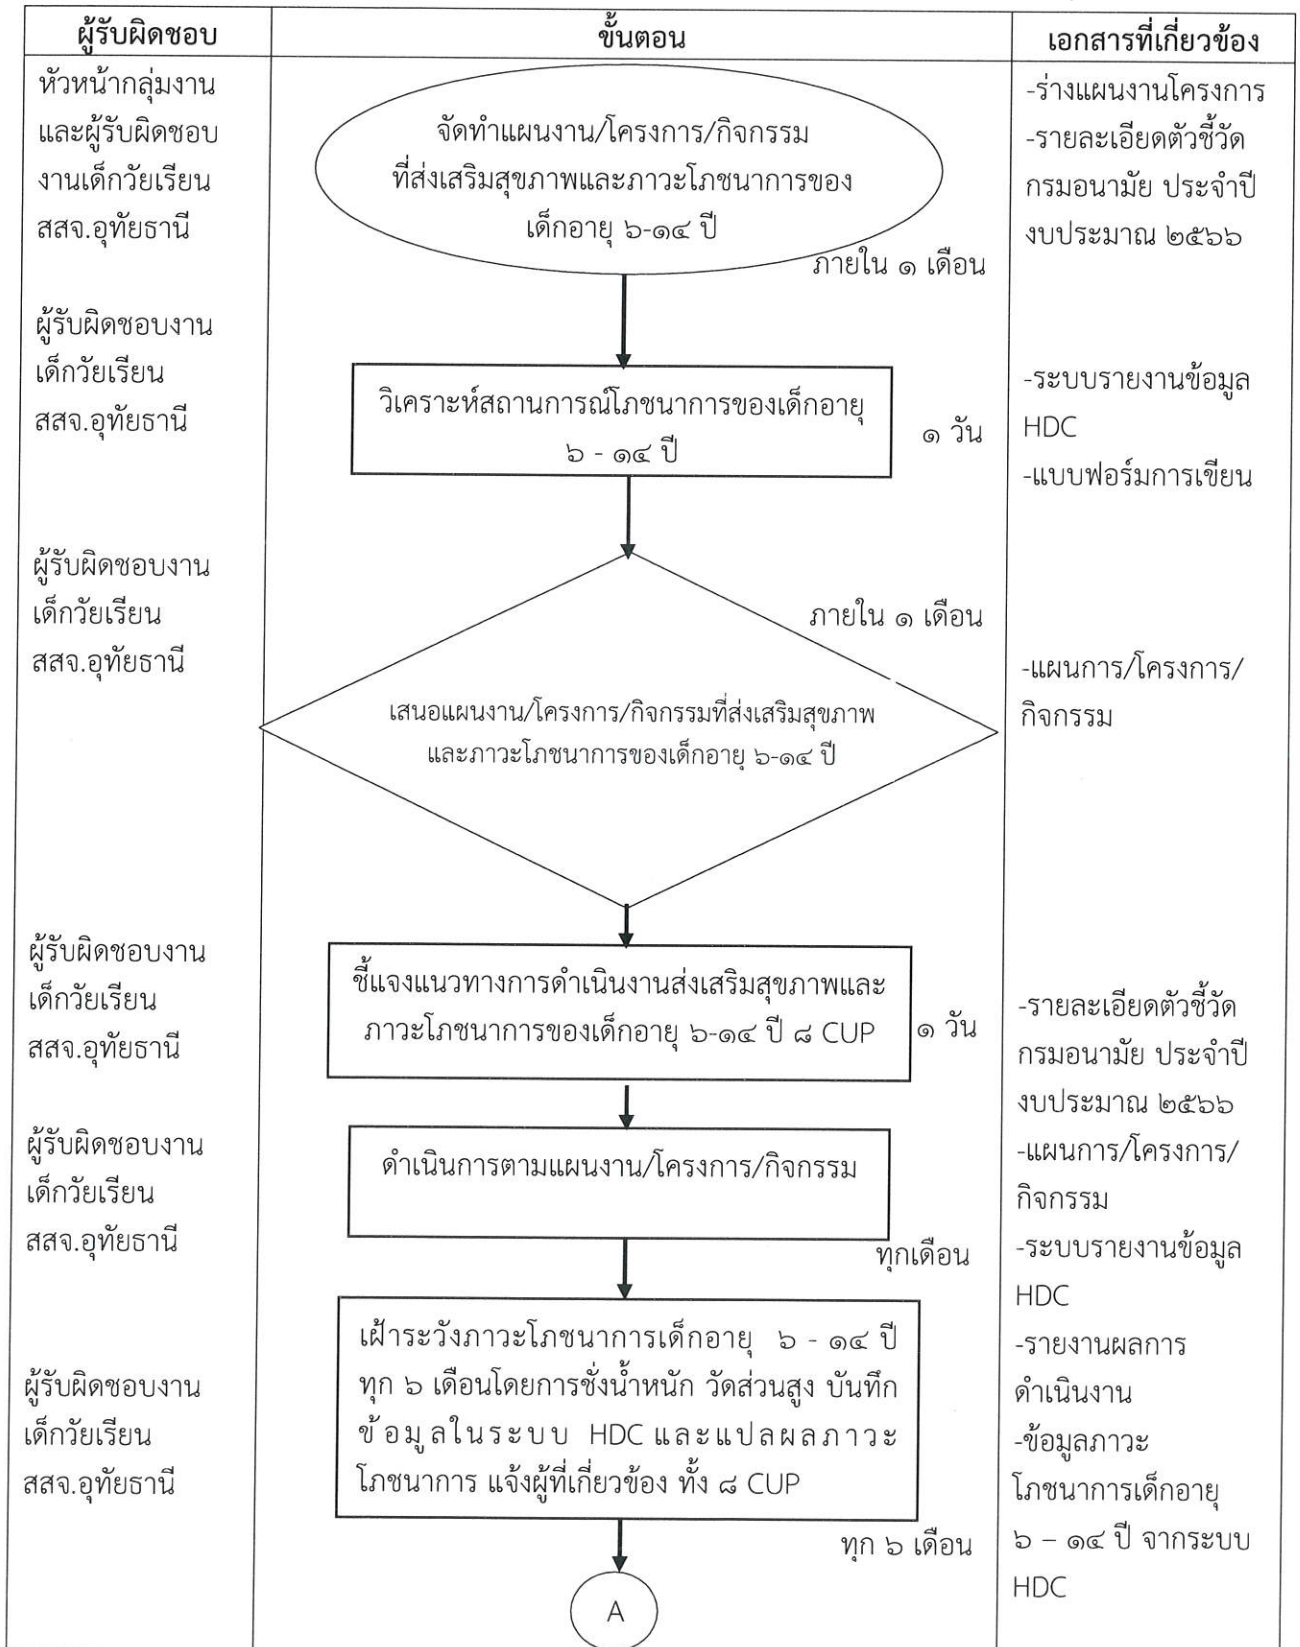 ผู้รับผิดชอบ
ขั้นตอน
เอกสารที่เกี่ยวข้อง
หัวหน้ากลุ่มงาน
และผู้รับผิดชอบ
งานเด็กวัยเรียน
สสจ.อุทัยธานี
จัดทำแผนงาน/โครงการ/กิจกรรม
ที่ส่งเสริมสุขภาพและภาวะโภชนาการของ
เด็กอายุ ๖-๑๔ ปี
ภายใน ๑ เดือน
-ร่างแผนงานโครงการ
-รายละเอียดตัวชี้วัด
กรมอนามัย ประจำปี
งบประมาณ ๒๕๖๖
ผู้รับผิดชอบงาน
เด็กวัยเรียน
สสจ.อุทัยธานี
วิเคราะห์สถานการณ์โภชนาการของเด็กอายุ
๖ - ๑๔ ปี
๑ วัน
-ระบบรายงานข้อมูล
HDC
-แบบฟอร์มการเขียน
ผู้รับผิดชอบงาน
เด็กวัยเรียน
สสจ.อุทัยธานี
ภายใน ๑ เดือน
เสนอแผนงาน/โครงการ/กิจกรรมที่ส่งเสริมสุขภาพ
และภาวะโภชนาการของเด็กอายุ ๖-๑๔ ปี
-แผนการ/โครงการ/
กิจกรรม
ผู้รับผิดชอบงาน
เด็กวัยเรียน
สสจ.อุทัยธานี
ชี้แจงแนวทางการดำเนินงานส่งเสริมสุขภาพและ
ภาวะโภชนาการของเด็กอายุ ๖-๑๔ ปี ๘ CUP
๑ วัน
-รายละเอียดตัวชี้วัด
กรมอนามัย ประจำปี
งบประมาณ ๒๕๖๖
ผู้รับผิดชอบงาน
เด็กวัยเรียน
สสจ.อุทัยธานี
ดำเนินการตามแผนงาน/โครงการ/กิจกรรม
ทุกเดือน
-แผนการ/โครงการ/
กิจกรรม
-ระบบรายงานข้อมูล
HDC
-รายงานผลการ
ดำเนินงาน
ผู้รับผิดชอบงาน
เด็กวัยเรียน
สสจ.อุทัยธานี
เฝ้าระวังภาวะโภชนาการเด็กอายุ ๖ - ๑๔ ปี
ทุก ๖ เดือนโดยการชั่งน้ำหนัก วัดส่วนสูง บันทึก
ข้อมูลในระบบ HDC และแปลผลภาวะ
โภชนาการ แจ้งผู้ที่เกี่ยวข้อง ทั้ง ๘ CUP
ทุก ๖ เดือน
-ข้อมูลภาวะ
โภชนาการเด็กอายุ
๖ – ๑๔ ปี จากระบบ
HDC
A